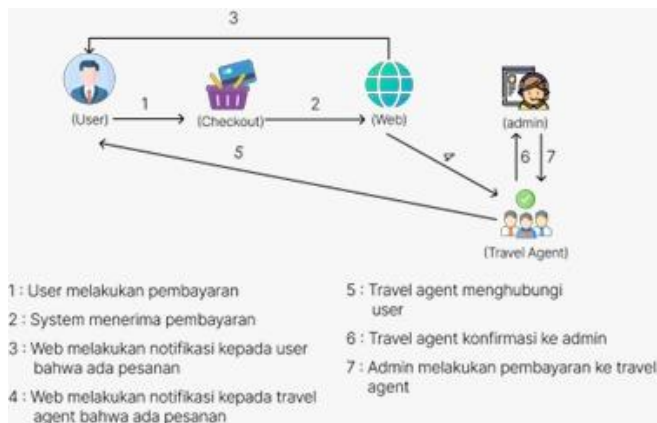 3
1
2
(User)
(Checkout)
(Web)
(admin)
5
4
6
7
(Travel Agent)
1 : User melakukan pembayaran
2 : System menerima pembayaran
3 : Web melakukan notifikasi kepada user
bahwa ada pesanan
4 : Web melakukan notifikasi kepada travel
agent bahwa ada pesanan
5 : Travel agent menghubungi
user
6 : Travel agent konfirmasi ke admin
7 : Admin melakukan pembayaran ke travel
agent